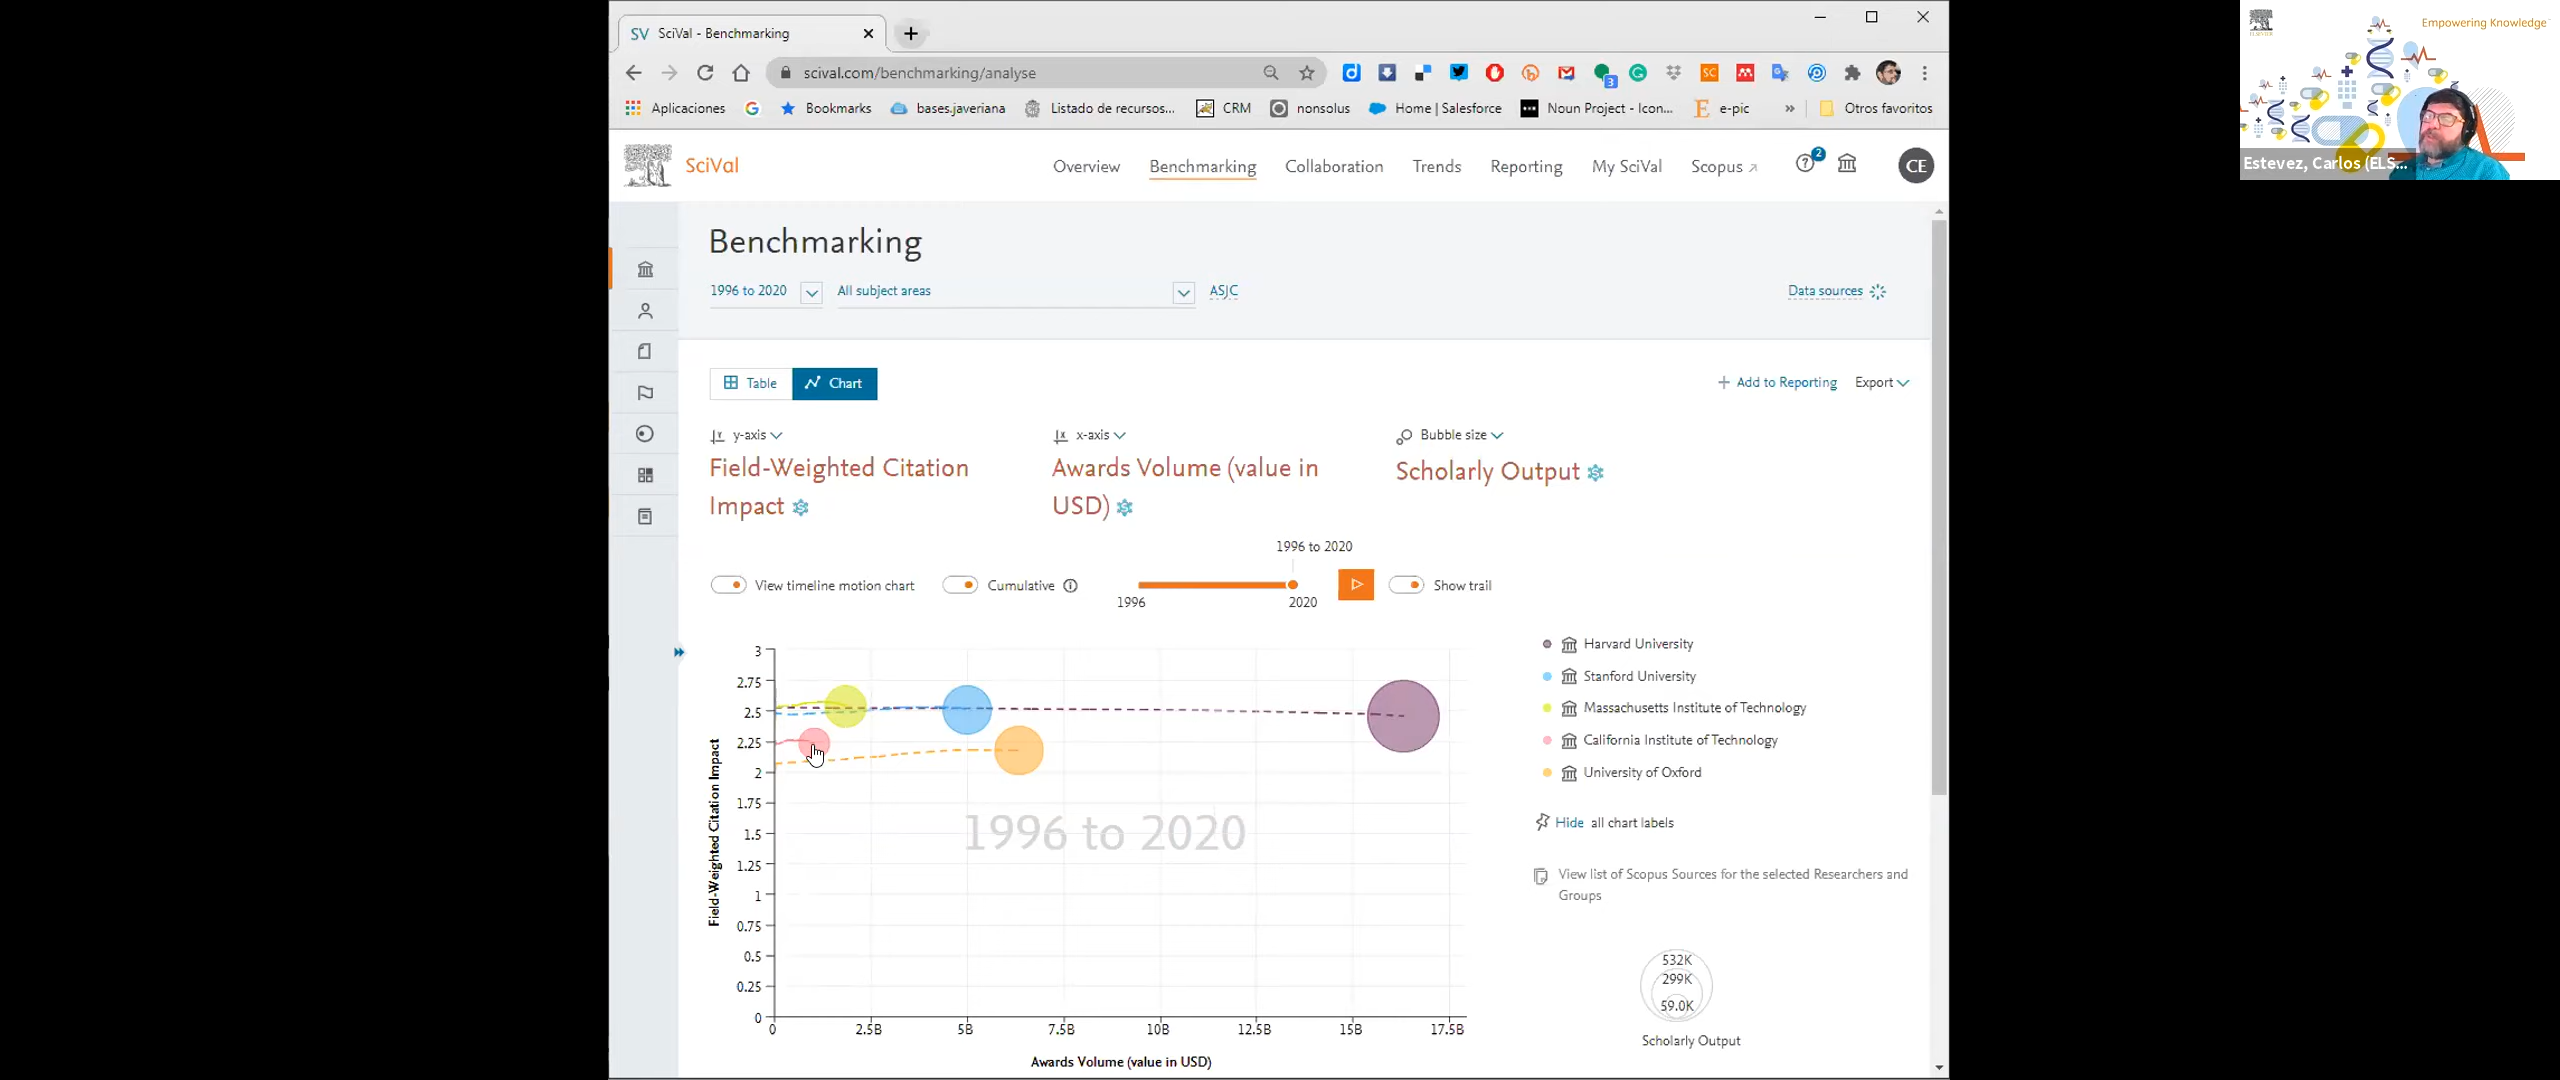 SV SciVal - Benchmarking
scival.com/benchmarking/analyse
Aplicaciones
Bookmarks
bases.javeriana
Listado de recursos...
CRM
nonsolus
Home | Salesforce
Noun Project - Icon...
e-pic
»
Otros favoritos
SciVal
Overview
Benchmarking
Collaboration
Trends
Reporting
My SciVal
Scopus
2
CE
Benchmarking
1996 to 2020
All subject areas
ASJC
Data sources
Table
Chart
Add to Reporting
Export
y-axis
x-axis
Bubble size
Field-Weighted Citation
Impact
Awards Volume (value in
USD)
Scholarly Output
1996 to 2020
View timeline motion chart
Cumulative
1996
2020
Show trail
Field-Weighted Citation Impact
3
2.75
2.5
2.25
2
1.75
1.5
1.25
1
0.75
0.5
0.25
0
1996 to 2020
0
2.5B
5B
7.5B
10B
12.5B
15B
17.5B
Awards Volume (value in USD)
Harvard University
Stanford University
Massachusetts Institute of Technology
California Institute of Technology
University of Oxford
Hide all chart labels
View list of Scopus Sources for the selected Researchers and
Groups
532K
299K
59.0K
Scholarly Output
Empowering Knowledge
Estevez, Carlos (ELS...